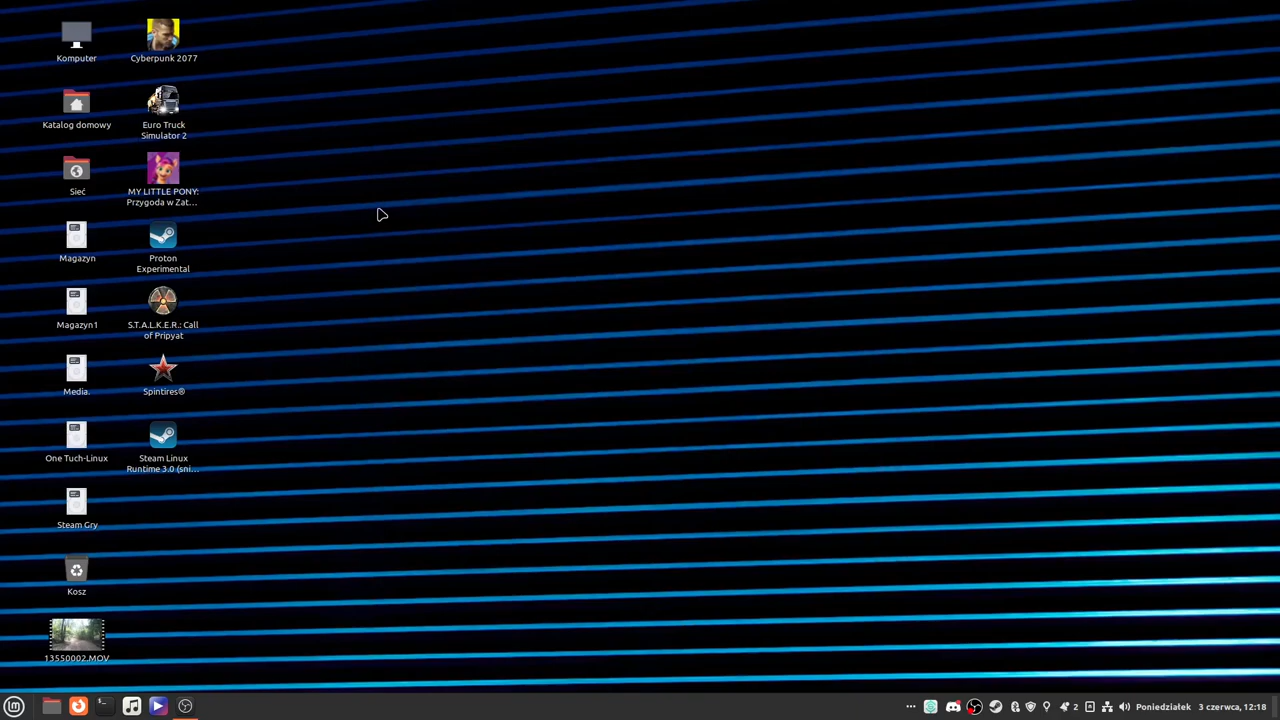 Komputer
Cyberpunk 2077
Katalog domowy
Euro Truck
Simulator 2
Sieć
MY LITTLE PONY:
Przygoda w Zat...
Magazyn
Proton
Experimental
Magazyn1
S.T.A.L.K.E.R.: Call
of Pripyat
Media.
Spintires®
One Tuch-Linux
Steam Linux
Runtime 3.0 (sni...
Steam Gry
Kosz
13550002.MOV
2
Poniedziałek 3 czerwca, 12:18